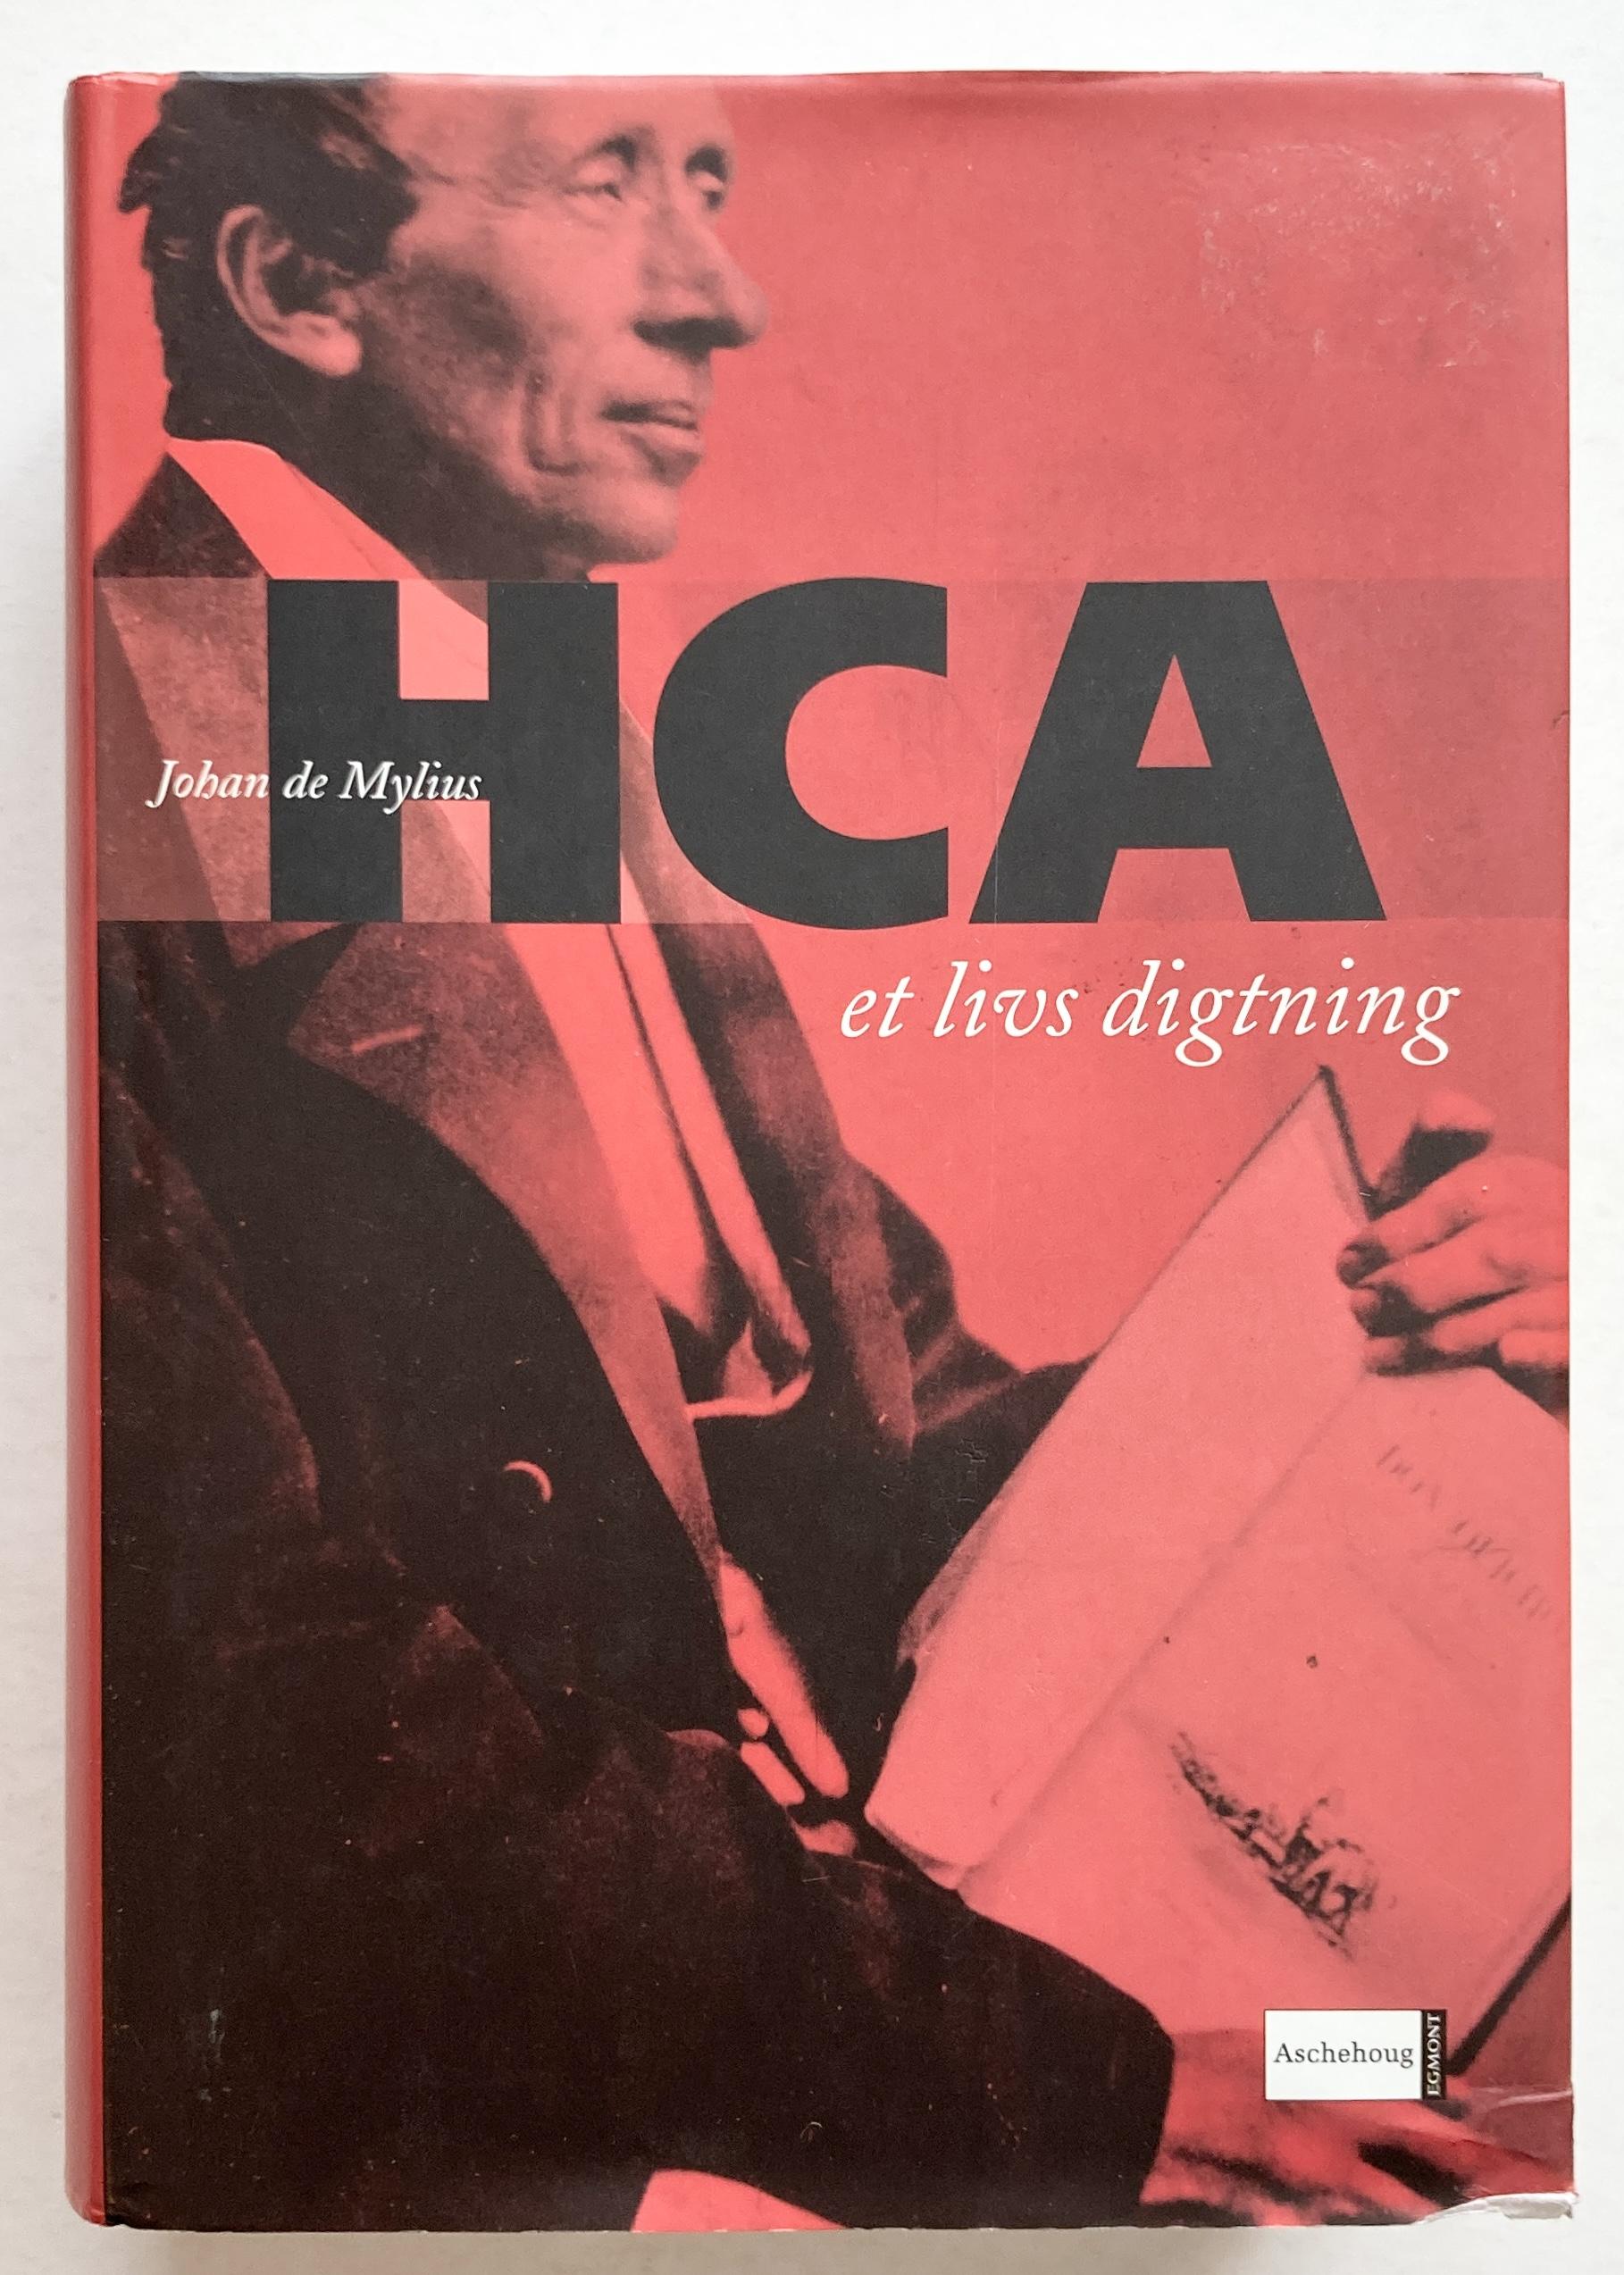 HCA
Johan de Mylius
et livs digtning
Aschehoug
EGMONT